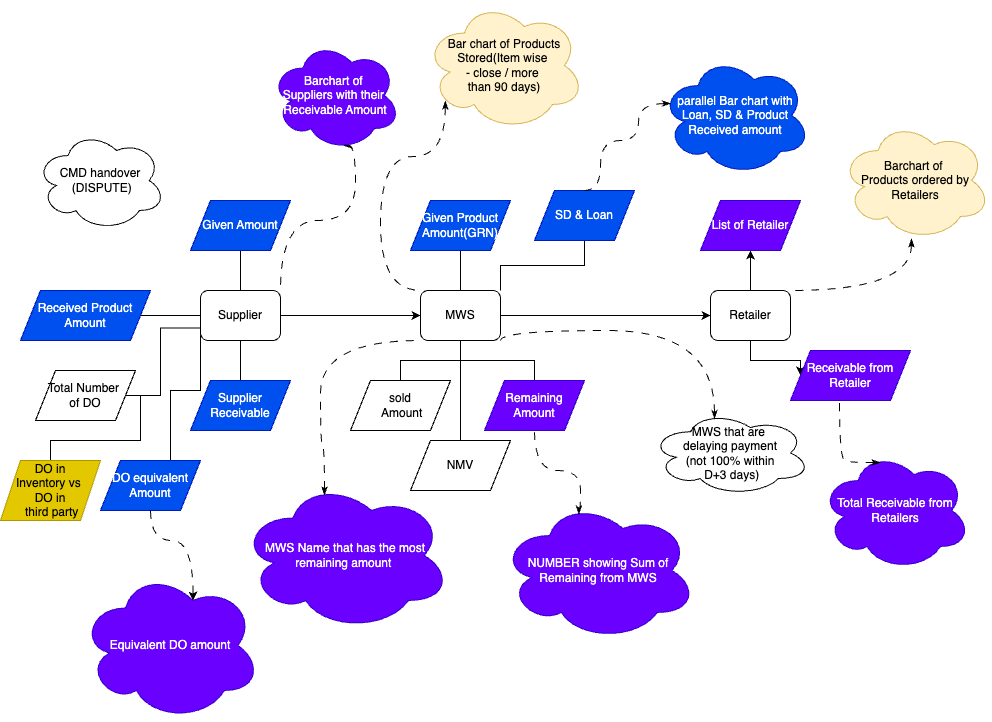 Bar chart of Products
Stored(Item wise
- close / more
than 90 days)
Barchart of
Suppliers with their
Receivable Amount
parallel Bar chart with
Loan, SD & Product
Received amount
CMD handover
(DISPUTE)
Barchart of
Products ordered by
Retailers
Given Amount
Given Product
Amount(GRN)
SD & Loan
List of Retailer
Received Product
Amount
Supplier
MWS
Retailer
Total Number
of DO
Supplier
Receivable
sold
Amount
Remaining
Amount
Receivable from
Retailer
MWS that are
delaying payment
(not 100% within
D+3 days)
NMV
DO in
Inventory vs
DO in
third party
DO equivalent
Amount
Total Receivable from
Retailers
MWS Name that has the most
remaining amount
NUMBER showing Sum of
Remaining from MWS
Equivalent DO amount